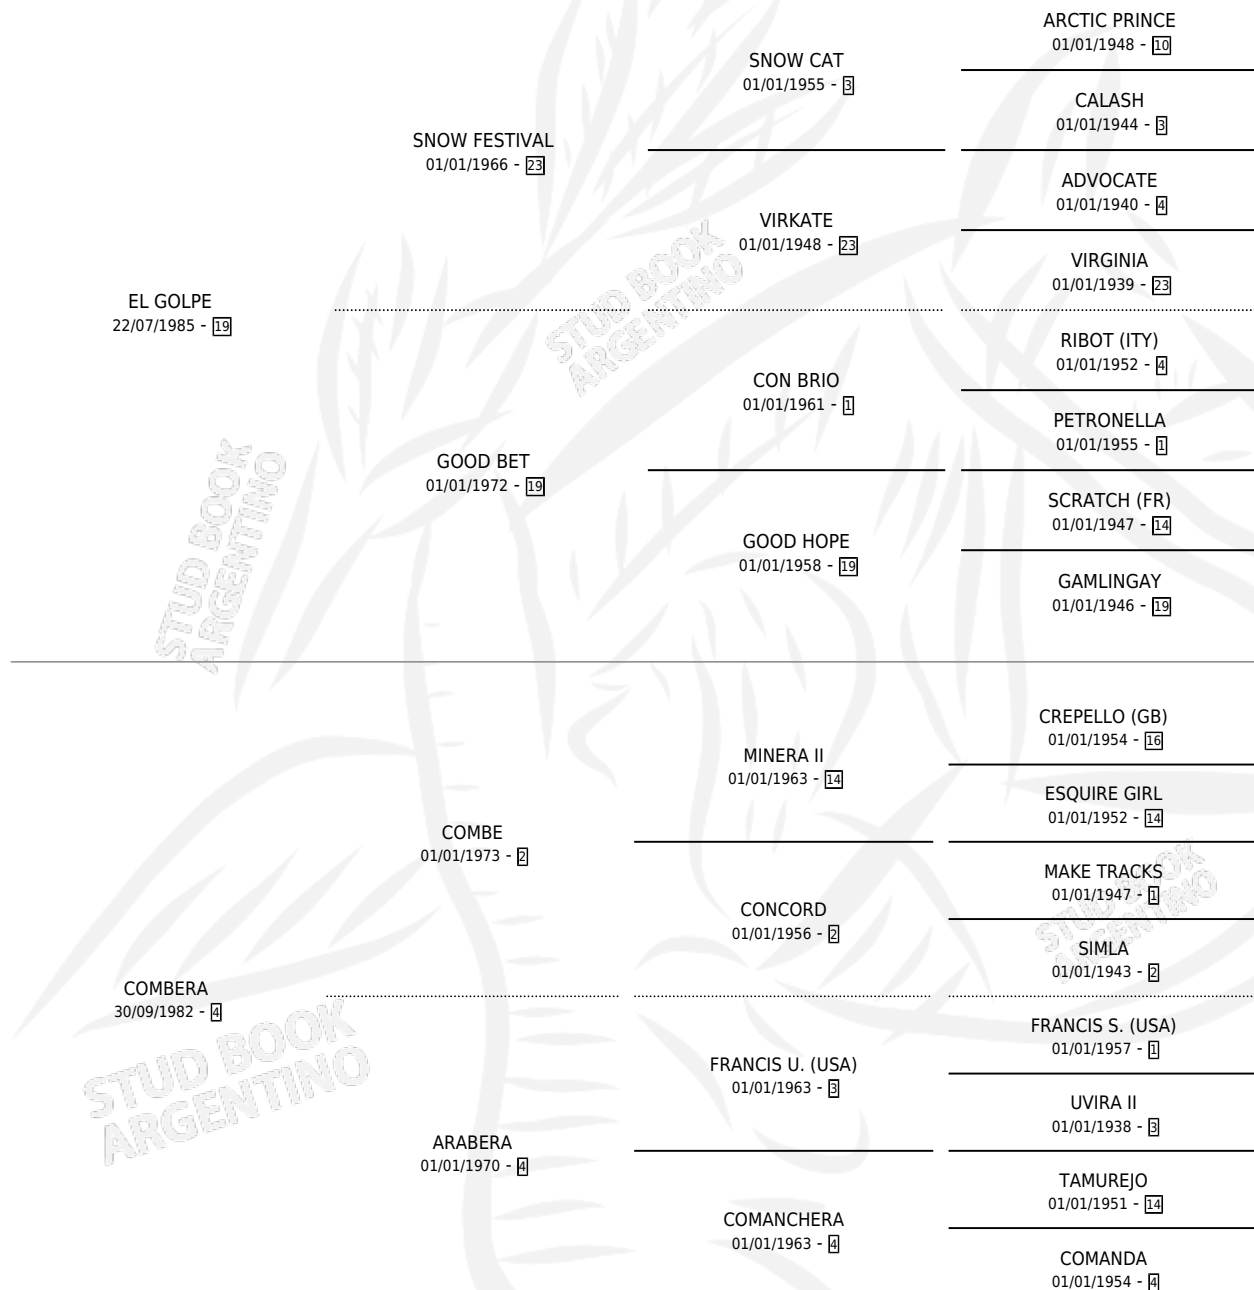 EL GOLPE
22/07/1985 - 19
SNOW FESTIVAL
01/01/1966 - 23
GOOD BET
01/01/1972 - 19
SNOW CAT
01/01/1955 - 3
VIRKATE
01/01/1948 - 23
CON BRIO
01/01/1961 - 1
GOOD HOPE
01/01/1958 - 19
ARCTIC PRINCE
01/01/1948 - 10
CALASH
01/01/1944 - 3
ADVOCATE
01/01/1940 - 4
VIRGINIA
01/01/1939 - 23
RIBOT (ITY)
01/01/1952 - 4
PETRONELLA
01/01/1955 - 1
SCRATCH (FR)
01/01/1947 - 14
GAMLINGAY
01/01/1946 - 19
COMBERA
30/09/1982 - 4
COMBE
01/01/1973 - 2
ARABERA
01/01/1970 - 4
MINERA II
01/01/1963 - 14
CONCORD
01/01/1956 - 2
FRANCIS U. (USA)
01/01/1963 - 3
COMANCHERA
01/01/1963 - 4
CREPELLO (GB)
01/01/1954 - 16
ESQUIRE GIRL
01/01/1952 - 14
MAKE TRACKS
01/01/1947 - 1
SIMLA
01/01/1943 - 2
FRANCIS S. (USA)
01/01/1957 - 1
UVIRA II
01/01/1938 - 3
TAMUREJO
01/01/1951 - 14
COMANDA
01/01/1954 - 4
STUD BOOK
ARGENTINO
STUD BOOK
ARGENTINO
STUD BOOK
ARGENTINO
STUD BOOK
ARGENTINO